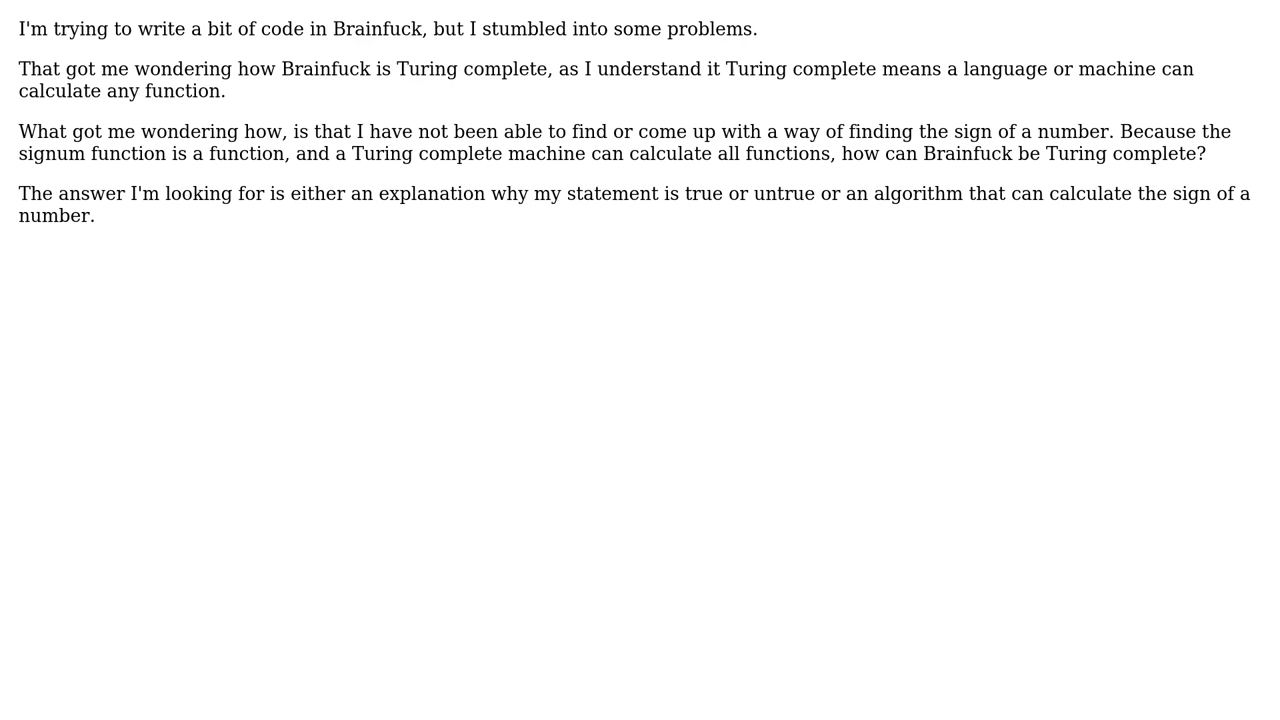 I'm trying to write a bit of code in Brainfuck, but I stumbled into some problems.
That got me wondering how Brainfuck is Turing complete, as I understand it Turing complete means a language or machine can
calculate any function.
What got me wondering how, is that I have not been able to find or come up with a way of finding the sign of a number. Because the
signum function is a function, and a Turing complete machine can calculate all functions, how can Brainfuck be Turing complete?
The answer I'm looking for is either an explanation why my statement is true or untrue or an algorithm that can calculate the sign of a
number.